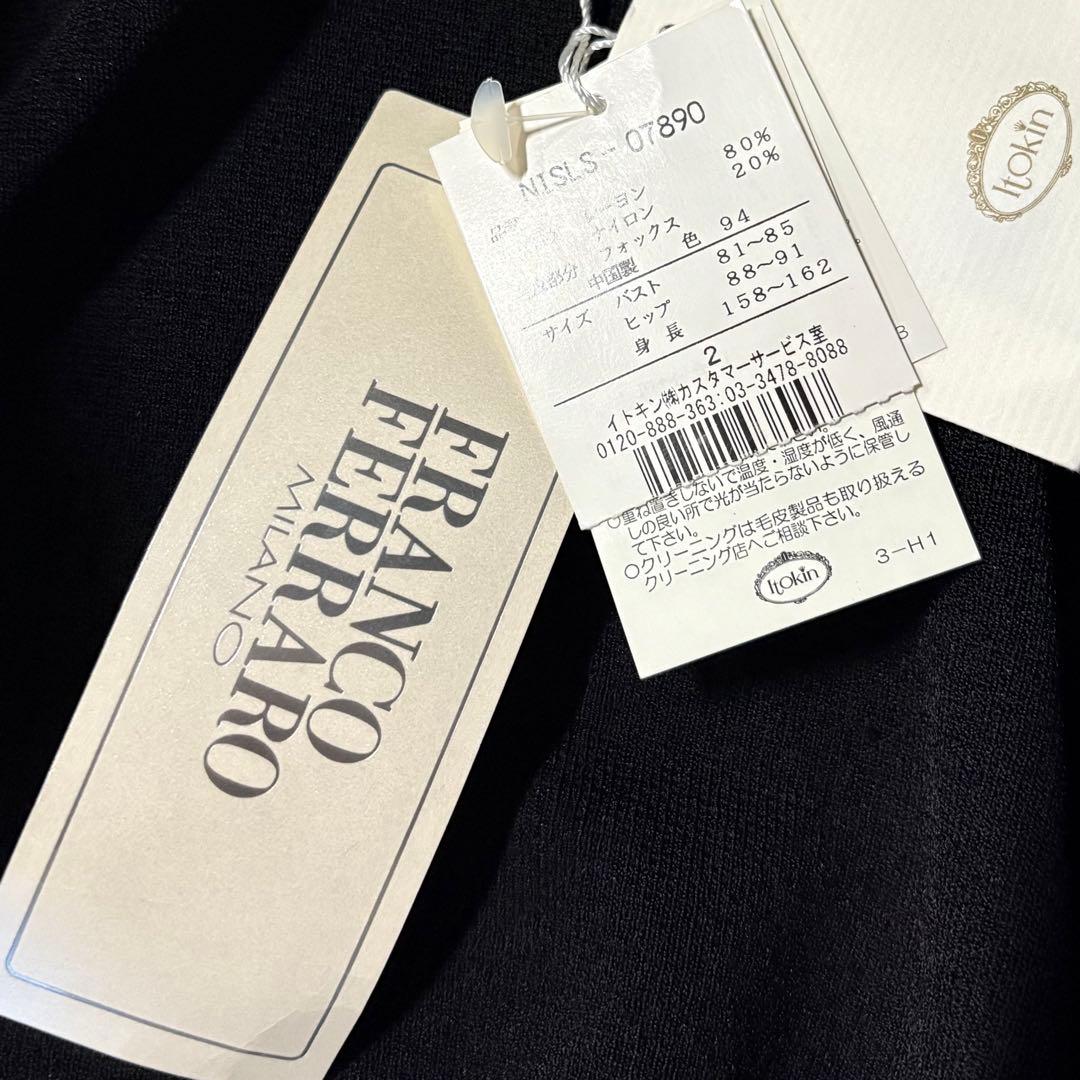 FRANCO
FERRARO
MILANO
NISLS-07890
80%
ナイロン 20%
フォックス
中国製 色 94
サイズ バスト 81～85
ヒップ 88～91
身長 158～162
2
イトキン㈱カスタマーサービス室
0120-888-363:03-3478-8088
○重ね置きしないで温度・湿度が低く、風通
しの良い所で光が当たらないように保管し
て下さい。
○クリーニングは毛皮製品も取り扱える
クリーニング店へご相談下さい。
Itokin
3-H1
Itokin